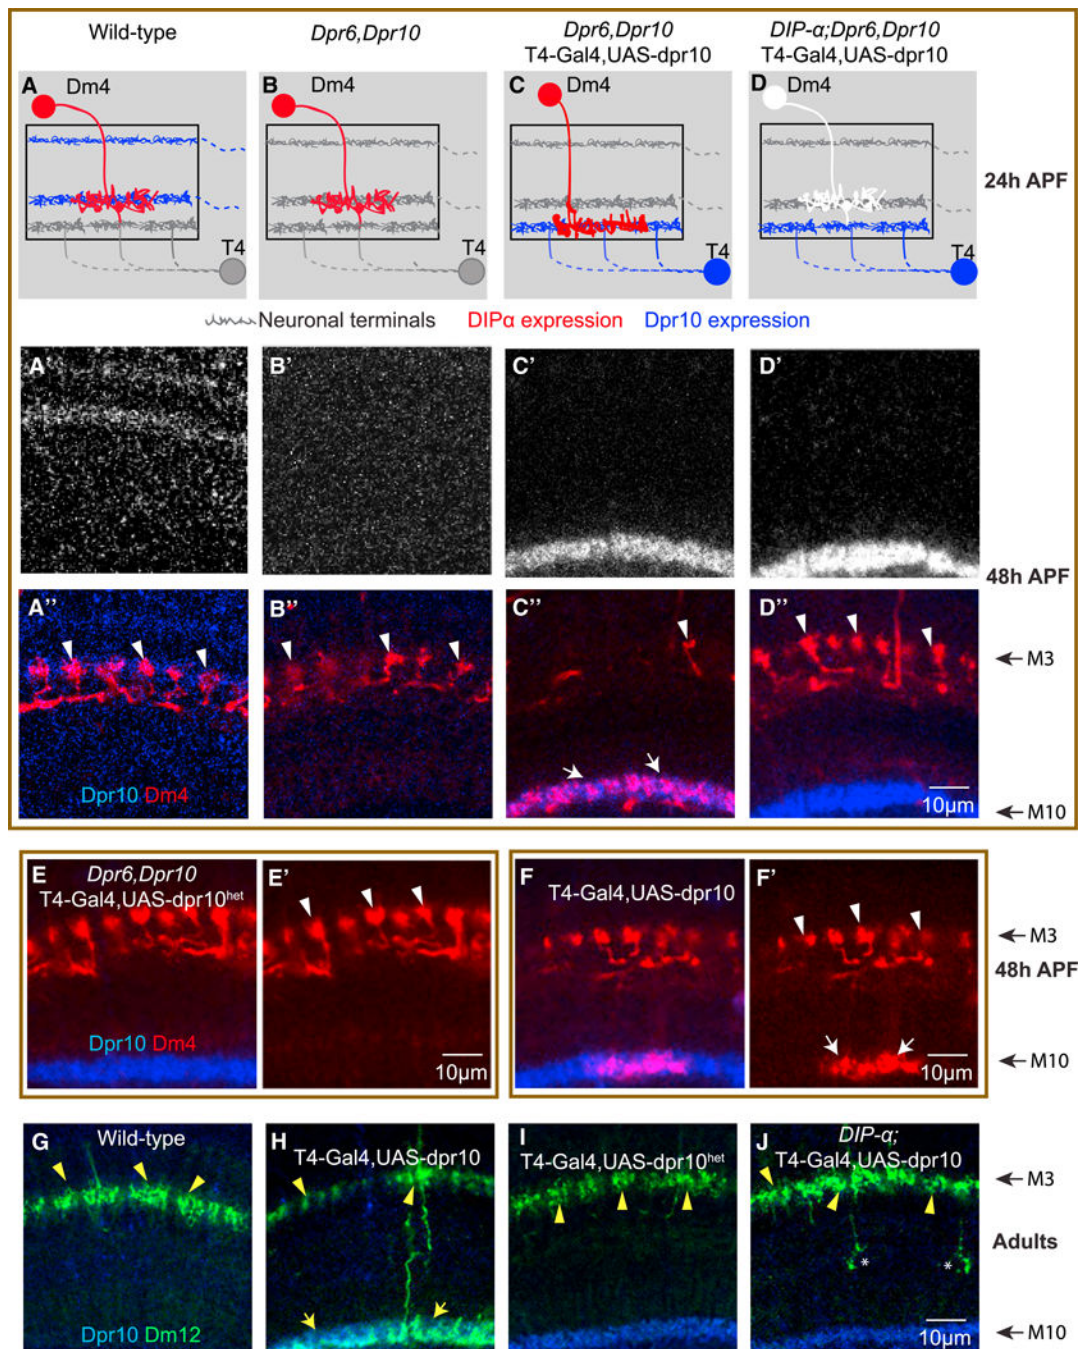 Wild-type
Dpr6,Dpr10
Dpr6,Dpr10
T4-Gal4,UAS-dpr10
DIP-α;Dpr6,Dpr10
T4-Gal4,UAS-dpr10
A
Dm4
T4
B
Dm4
T4
C
Dm4
T4
D
Dm4
T4
24h APF
Neuronal terminals
DIPα expression
Dpr10 expression
A'
B'
C'
D'
48h APF
A''
Dpr10 Dm4
B''
C''
D''
10μm
M3
M10
E
Dpr6,Dpr10
T4-Gal4,UAS-dpr10het
Dpr10 Dm4
E'
10μm
F
T4-Gal4,UAS-dpr10
F'
10μm
M3
48h APF
M10
G
Wild-type
Dpr10 Dm12
H
T4-Gal4,UAS-dpr10
I
T4-Gal4,UAS-dpr10het
J
DIP-α;
T4-Gal4,UAS-dpr10
*
*
10μm
M3
Adults
M10